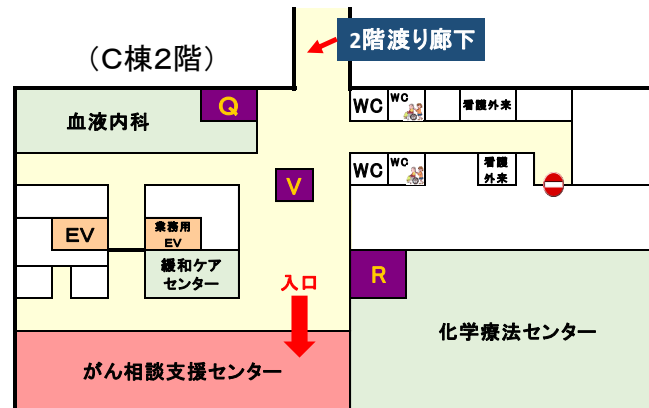 2階渡り廊下
（C棟2階）
血液内科
Q
WC
WC
看護外来
WC
WC
看護
外来
V
EV
業務用
EV
緩和ケア
センター
入口
R
化学療法センター
がん相談支援センター